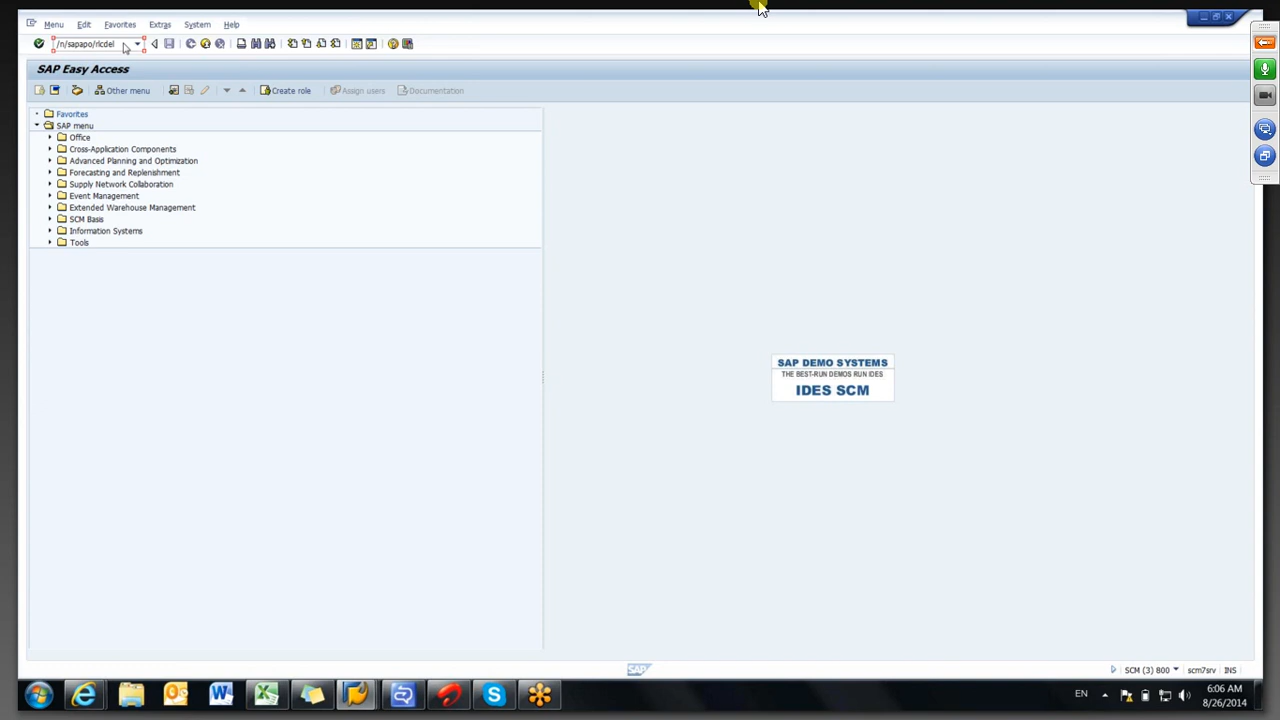 Menu Edit Favorites Extras System Help
/n/sapapo/rlcdel
SAP Easy Access
Other menu Create role Assign users Documentation
Favorites
SAP menu
Office
Cross-Application Components
Advanced Planning and Optimization
Forecasting and Replenishment
Supply Network Collaboration
Event Management
Extended Warehouse Management
SCM Basis
Information Systems
Tools
SAP DEMO SYSTEMS
THE BEST-RUN DEMOS RUN IDES
IDES SCM
SAP
SCM (3) 800 scm7srv INS
EN 6:06 AM
8/26/2014